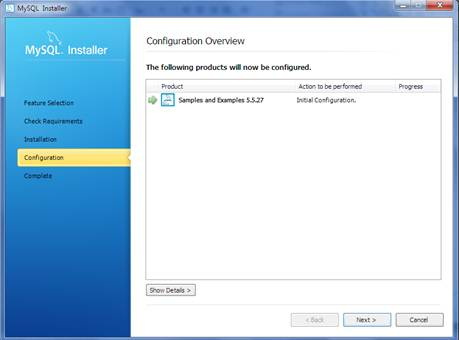 MySQL Installer
MySQL Installer
Feature Selection
Check Requirements
Installation
Configuration
Complete
Configuration Overview
The following products will now be configured.
Product Action to be performed Progress
Samples and Examples 5.5.27 Initial Configuration.
Show Details >
< Back Next > Cancel